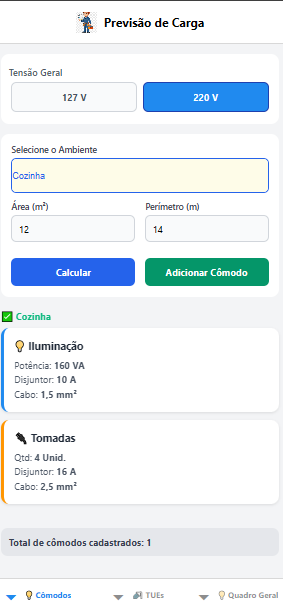 Previsão de Carga
Tensão Geral
127 V
220 V
Selecione o Ambiente
Cozinha
Área (m²)
Perímetro (m)
12
14
Calcular
Adicionar Cômodo
✅ Cozinha
💡 Iluminação
Potência: 160 VA
Disjuntor: 10 A
Cabo: 1,5 mm²
🔌 Tomadas
Qtd: 4 Unid.
Disjuntor: 16 A
Cabo: 2,5 mm²
Total de cômodos cadastrados: 1
Cômodos
TUEs
Quadro Geral